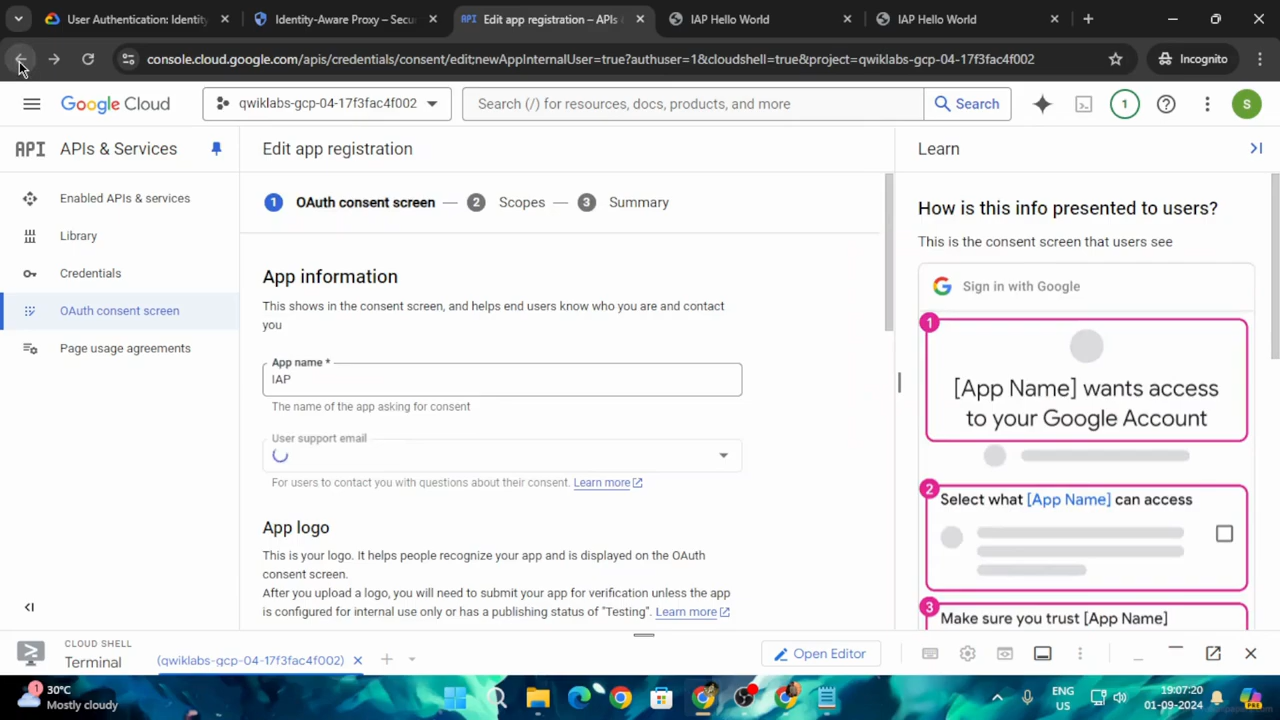 User Authentication: Identity
Identity-Aware Proxy – Secu
API Edit app registration – APIs &
IAP Hello World
IAP Hello World
console.cloud.google.com/apis/credentials/consent/edit;newAppInternalUser=true?authuser=1&cloudshell=true&project=qwiklabs-gcp-04-17f3fac4f002
Incognito
Google Cloud
qwiklabs-gcp-04-17f3fac4f002
Search (/) for resources, docs, products, and more
Search
1
S
API APIs & Services
Enabled APIs & services
Library
Credentials
OAuth consent screen
Page usage agreements
Edit app registration
1 OAuth consent screen — 2 Scopes — 3 Summary
App information
This shows in the consent screen, and helps end users know who you are and contact
you
App name *
IAP
The name of the app asking for consent
User support email
For users to contact you with questions about their consent. Learn more
App logo
This is your logo. It helps people recognize your app and is displayed on the OAuth
consent screen.
After you upload a logo, you will need to submit your app for verification unless the app
is configured for internal use only or has a publishing status of "Testing". Learn more
Learn
How is this info presented to users?
This is the consent screen that users see
G Sign in with Google
1
[App Name] wants access
to your Google Account
2
Select what [App Name] can access
3
Make sure you trust [App Name]
CLOUD SHELL
Terminal
(qwiklabs-gcp-04-17f3fac4f002)
Open Editor
1
30°C
Mostly cloudy
ENG
US
19:07:20
01-09-2024